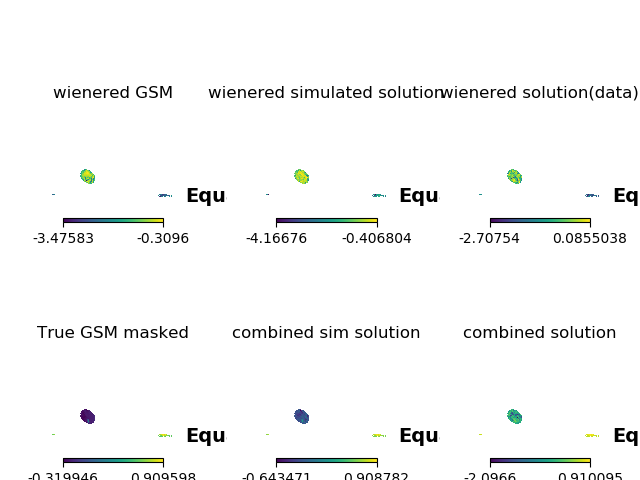 wienered GSM wienered simulated solution wienered solution(data)
Equ Equ Eq
-3.47583 -0.3096 -4.16676 -0.406804 -2.70754 0.0855038
True GSM masked combined sim solution combined solution
Equ Equ Eq
-0.319946 0.909598 -0.643471 0.908782 -2.0966 0.910095